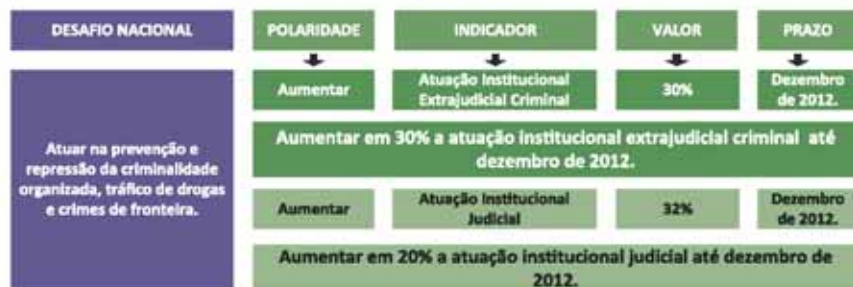 DESAFIO NACIONAL
POLARIDADE
INDICADOR
VALOR
PRAZO
Atuar na prevenção e
repressão da criminalidade
organizada, tráfico de drogas
e crimes de fronteira.
Aumentar
Atuação Institucional
Extrajudicial Criminal
30%
Dezembro
de 2012.
Aumentar em 30% a atuação institucional extrajudicial criminal até
dezembro de 2012.
Aumentar
Atuação Institucional
Judicial
32%
Dezembro
de 2012.
Aumentar em 20% a atuação institucional judicial até dezembro de
2012.